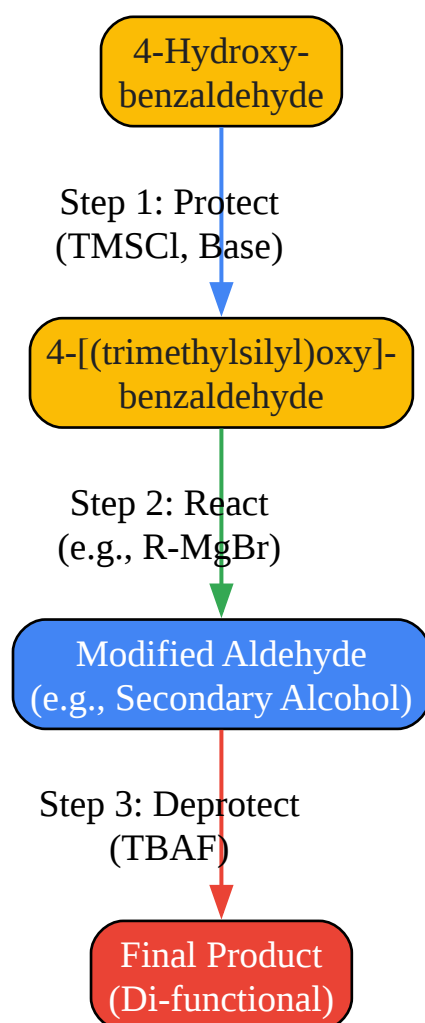 4-Hydroxy-
benzaldehyde
Step 1: Protect
(TMSCl, Base)
4-[(trimethylsilyl)oxy]-
benzaldehyde
Step 2: React
(e.g., R-MgBr)
Modified Aldehyde
(e.g., Secondary Alcohol)
Step 3: Deprotect
(TBAF)
Final Product
(Di-functional)